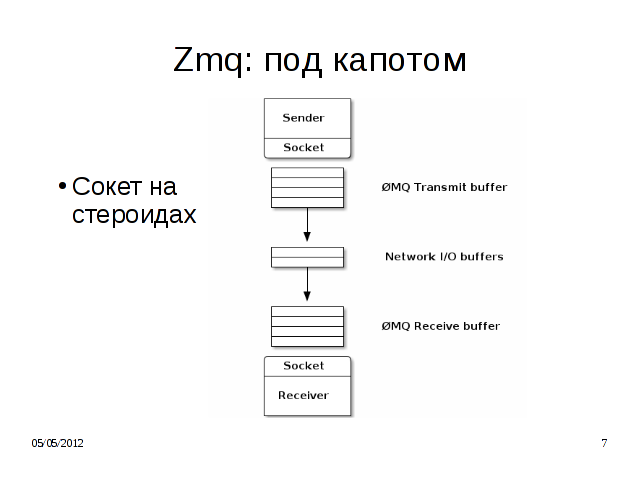 Zmq: под капотом
• Сокет на
стероидах
Sender
Socket
ØMQ Transmit buffer
Network I/O buffers
ØMQ Receive buffer
Socket
Receiver
05/05/2012
7